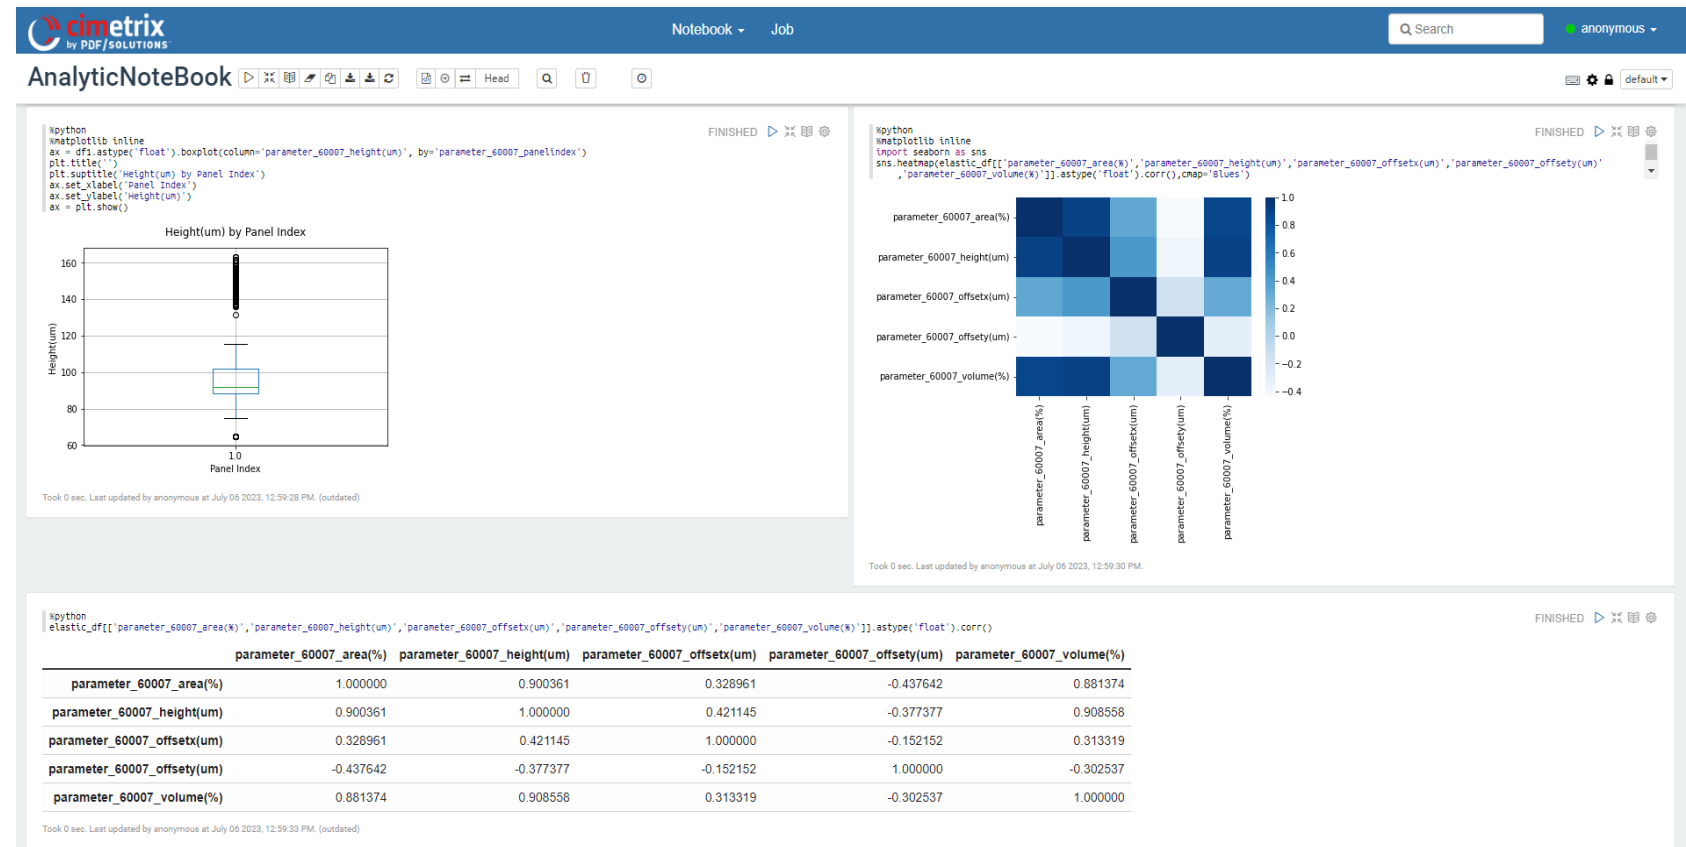 cimetrix
by PDF/SOLUTIONS
Notebook
Job
Search
anonymous
AnalyticNoteBook
Head
default
%python
%matplotlib inline
ax = df1.astype('float').boxplot(column='parameter_60007_height(um)', by='parameter_60007_panelindex')
plt.title('')
plt.suptitle('Height(um) by Panel Index')
ax.set_xlabel('Panel Index')
ax.set_ylabel('Height(um)')
ax = plt.show()
FINISHED
Height(um) by Panel Index
160
140
120
100
80
60
Height(um)
1.0
Panel Index
Took 0 sec. Last updated by anonymous at July 06 2023, 12:59:28 PM. (outdated)
%python
%matplotlib inline
import seaborn as sns
sns.heatmap(elastic_df[['parameter_60007_area(%)','parameter_60007_height(um)','parameter_60007_offsetx(um)','parameter_60007_offsety(um)'
,'parameter_60007_volume(%)']].astype('float').corr(),cmap='Blues')
FINISHED
parameter_60007_area(%)
parameter_60007_height(um)
parameter_60007_offsetx(um)
parameter_60007_offsety(um)
parameter_60007_volume(%)
1.0
0.8
0.6
0.4
0.2
0.0
−0.2
−0.4
parameter_60007_area(%)
parameter_60007_height(um)
parameter_60007_offsetx(um)
parameter_60007_offsety(um)
parameter_60007_volume(%)
Took 0 sec. Last updated by anonymous at July 06 2023, 12:59:30 PM.
%python
elastic_df[['parameter_60007_area(%)','parameter_60007_height(um)','parameter_60007_offsetx(um)','parameter_60007_offsety(um)','parameter_60007_volume(%)']].astype('float').corr()
FINISHED
parameter_60007_area(%) parameter_60007_height(um) parameter_60007_offsetx(um) parameter_60007_offsety(um) parameter_60007_volume(%)
parameter_60007_area(%) 1.000000 0.900361 0.328961 -0.437642 0.881374
parameter_60007_height(um) 0.900361 1.000000 0.421145 -0.377377 0.908558
parameter_60007_offsetx(um) 0.328961 0.421145 1.000000 -0.152152 0.313319
parameter_60007_offsety(um) -0.437642 -0.377377 -0.152152 1.000000 -0.302537
parameter_60007_volume(%) 0.881374 0.908558 0.313319 -0.302537 1.000000
Took 0 sec. Last updated by anonymous at July 06 2023, 12:59:33 PM. (outdated)